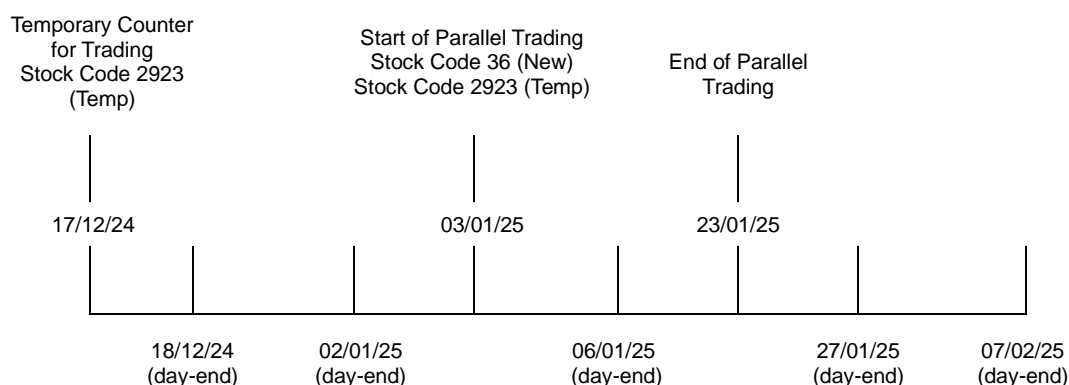 Temporary Counter
for Trading
Stock Code 2923
(Temp)
Start of Parallel Trading
Stock Code 36 (New)
Stock Code 2923 (Temp)
End of Parallel
Trading
17/12/24
03/01/25
23/01/25
18/12/24
(day-end)
02/01/25
(day-end)
06/01/25
(day-end)
27/01/25
(day-end)
07/02/25
(day-end)